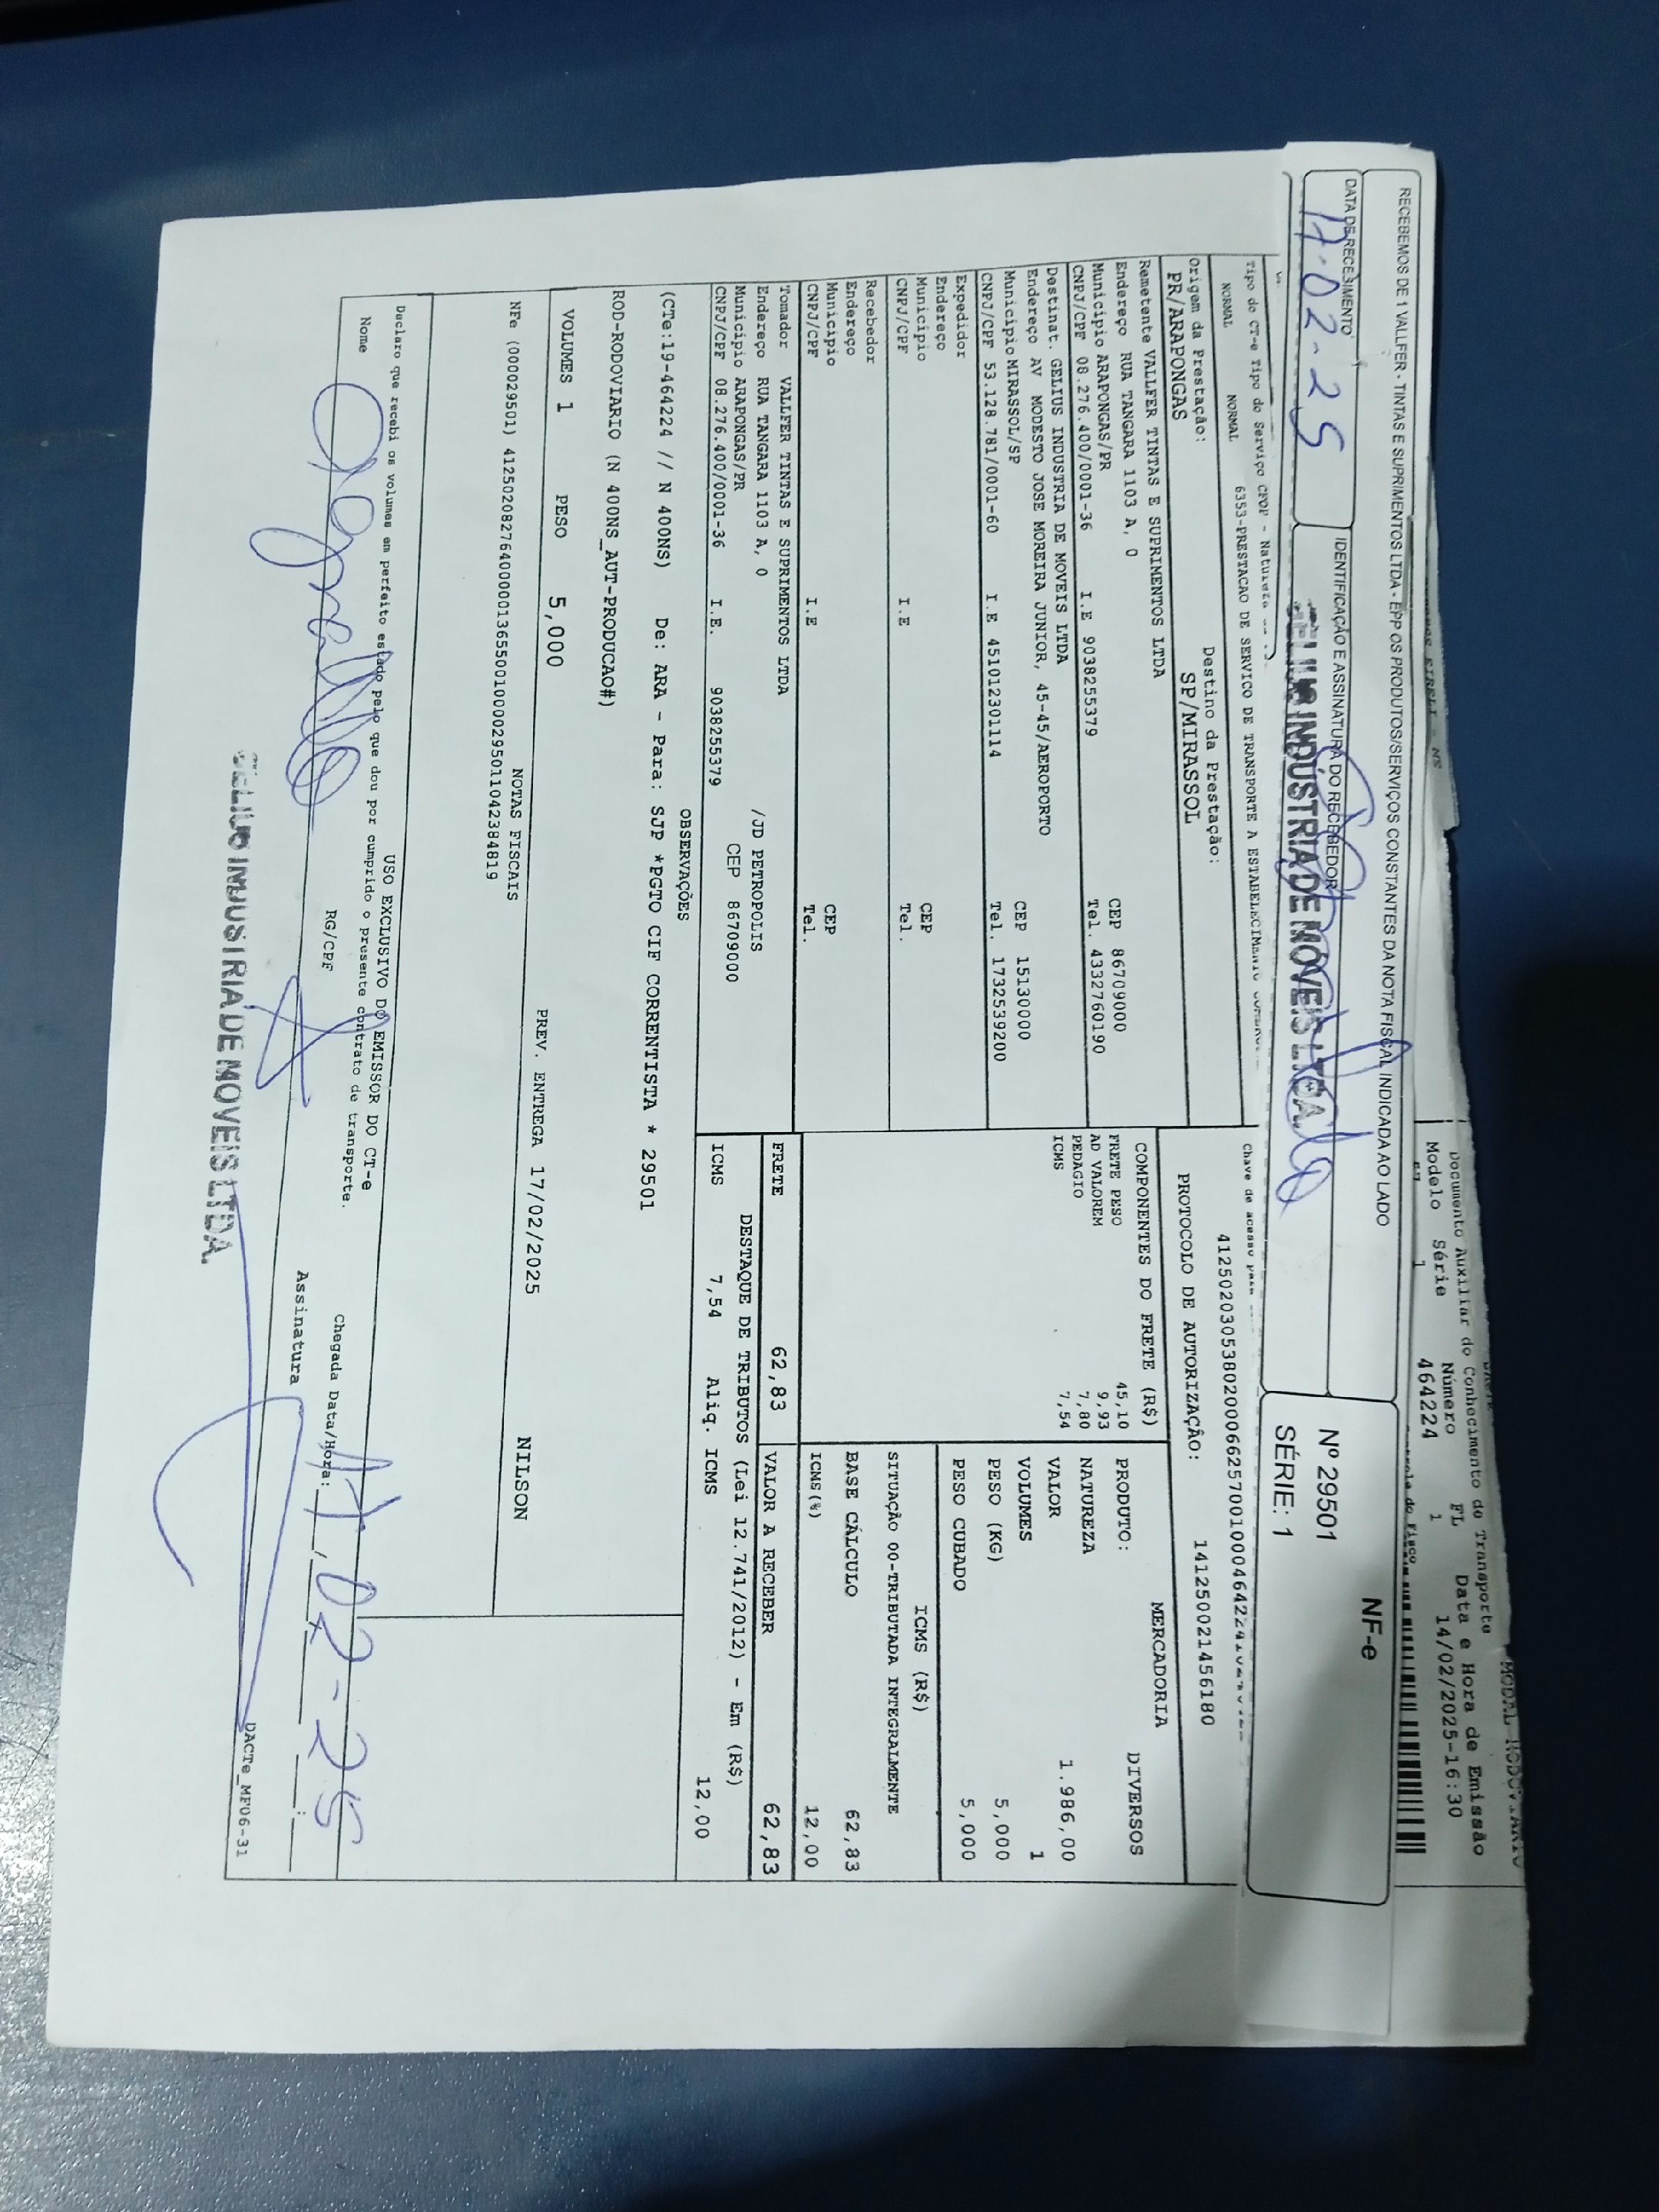 RECEBEMOS DE 1 VALLFER - TINTAS E SUPRIMENTOS LTDA - EPP OS PRODUTOS/SERVIÇOS CONSTANTES DA NOTA FISCAL INDICADA AO LADO
DATA DE RECEBIMENTO
17-02-25
IDENTIFICAÇÃO E ASSINATURA DO RECEBEDOR
INDÚSTRIA DE MÓVEIS LTDA.
NF-e
Nº 29501
SÉRIE: 1
Documento Auxiliar do Conhecimento do Transporte
Modelo Série Número FL Data e Hora de Emissão
1 464224 1 14/02/2025-16:30
Tipo do CT-e Tipo do Serviço CFOP - Natureza
NORMAL NORMAL 6353-PRESTACAO DE SERVICO DE TRANSPORTE A
Origem da Prestação: Destino da Prestação:
PR/ARAPONGAS SP/MIRASSOL
PROTOCOLO DE AUTORIZAÇÃO: 141250021456180
Remetente VALLFER TINTAS E SUPRIMENTOS LTDA
Endereço RUA TANGARA 1103 A, 0
Município ARAPONGAS/PR CEP 86709000
CNPJ/CPF 08.276.400/0001-36 I.E 9038255379 Tel. 4332760190
Destinat. GELIUS INDUSTRIA DE MOVEIS LTDA
Endereço AV MODESTO JOSE MOREIRA JUNIOR, 45-45/AEROPORTO
Município MIRASSOL/SP CEP 15130000
CNPJ/CPF 53.128.781/0001-60 I.E 451012301114 Tel. 1732539200
Expedidor
Endereço
Município CEP
CNPJ/CPF I.E Tel.
Recebedor
Endereço
Município CEP
CNPJ/CPF I.E Tel.
Tomador VALLFER TINTAS E SUPRIMENTOS LTDA
Endereço RUA TANGARA 1103 A, 0 /JD PETROPOLIS
Município ARAPONGAS/PR CEP 86709000
CNPJ/CPF 08.276.400/0001-36 I.E. 9038255379
COMPONENTES DO FRETE (R$)
FRETE PESO 45,10
AD VALOREM 9,93
PEDAGIO 7,80
ICMS 7,54
MERCADORIA
PRODUTO: DIVERSOS
NATUREZA
VALOR 1.986,00
VOLUMES 1
PESO (KG) 5,000
PESO CUBADO 5,000
ICMS (R$)
SITUAÇÃO 00-TRIBUTADA INTEGRALMENTE
BASE CÁLCULO 62,83
ICMS(%) 12,00
FRETE 62,83 VALOR A RECEBER 62,83
DESTAQUE DE TRIBUTOS (Lei 12.741/2012) - Em (R$)
ICMS 7,54 Aliq. ICMS 12,00
OBSERVAÇÕES
(CTe:19-464224 // N 400NS) De: ARA - Para: SJP *PGTO CIF CORRENTISTA * 29501
ROD-RODOVIARIO (N 400NS_AUT-PRODUCAO#)
VOLUMES 1 PESO 5,000 PREV. ENTREGA 17/02/2025 NILSON
NOTAS FISCAIS
NFe (000029501) 41250208276400000136550010000295011042384819
USO EXCLUSIVO DO EMISSOR DO CT-e
Declaro que recebi os volumes em perfeito estado pelo que dou por cumprido o presente contrato de transporte.
Nome RG/CPF Chegada Data/Hora: 17-02-25
Assinatura
DACTe_MF06-31
INDÚSTRIA DE MOVEIS LTDA.